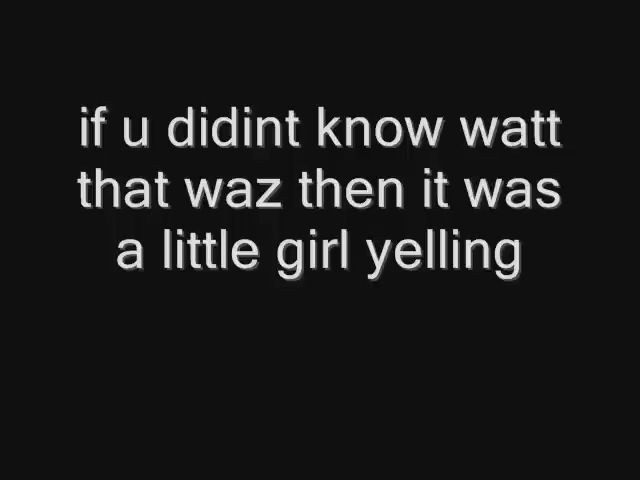 if u didint know watt
that waz then it was
a little girl yelling